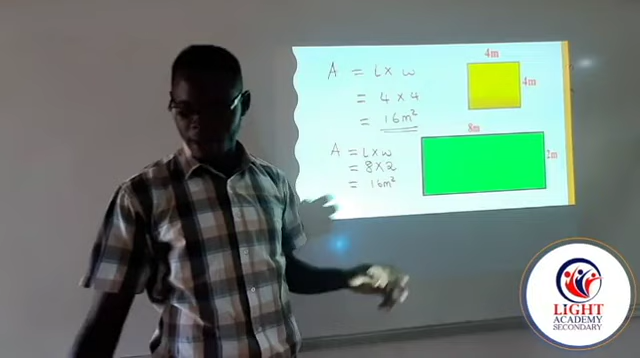 A = L x w
= 4 x 4
= 16m²
4m
4m
A = L x w
= 8 x 2
= 16m²
8m
2m
LIGHT
ACADEMY
SECONDARY